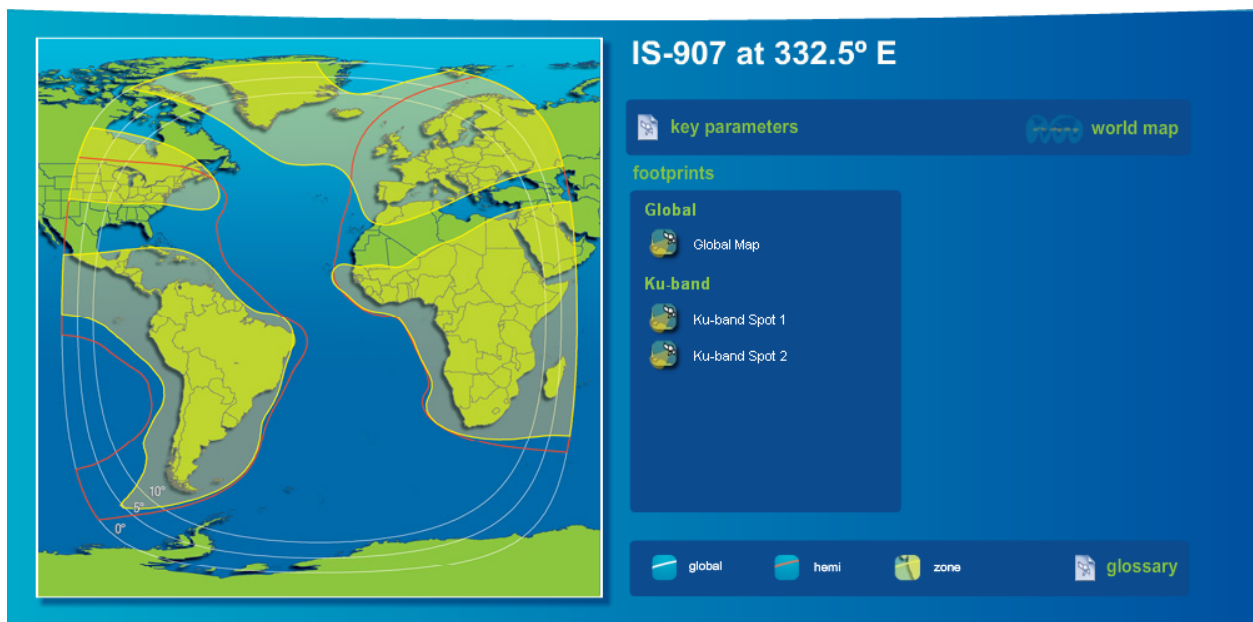 IS-907 at 332.5º E
key parameters
world map
footprints
Global
Global Map
Ku-band
Ku-band Spot 1
Ku-band Spot 2
10°
5°
0°
global
hemi
zone
glossary